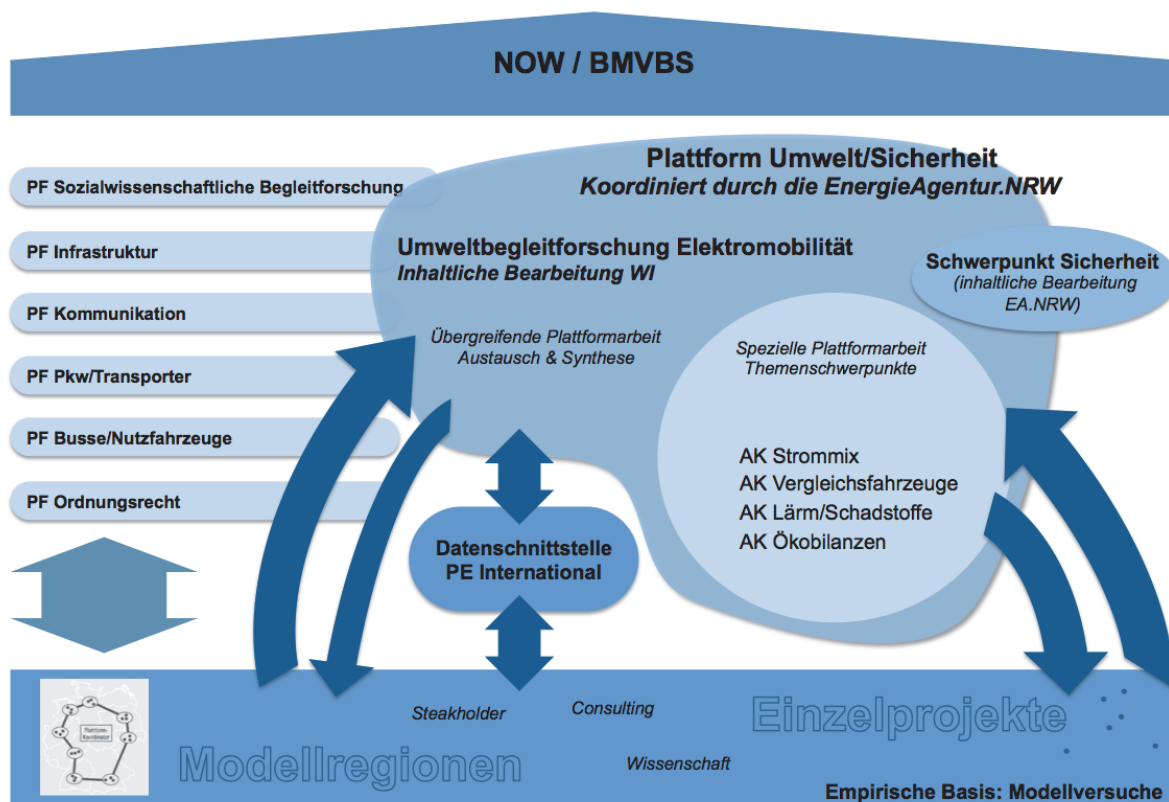 NOW / BMVBS
Plattform Umwelt/Sicherheit
Koordiniert durch die EnergieAgentur.NRW
PF Sozialwissenschaftliche Begleitforschung
PF Infrastruktur
PF Kommunikation
PF Pkw/Transporter
PF Busse/Nutzfahrzeuge
PF Ordnungsrecht
Umweltbegleitforschung Elektromobilität
Inhaltliche Bearbeitung WI
Schwerpunkt Sicherheit
(inhaltliche Bearbeitung
EA.NRW)
Übergreifende Plattformarbeit
Austausch & Synthese
Spezielle Plattformarbeit
Themenschwerpunkte
AK Strommix
AK Vergleichsfahrzeuge
AK Lärm/Schadstoffe
AK Ökobilanzen
Datenschnittstelle
PE International
Plattform-
Koordinator
Steakholder
Consulting
Einzelprojekte
Modellregionen
Wissenschaft
Empirische Basis: Modellversuche